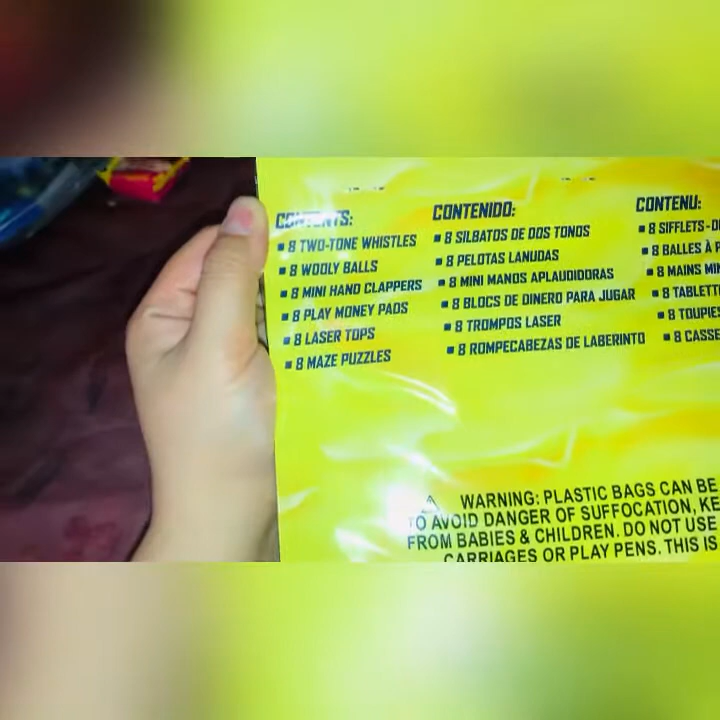 CONTENTS:
▪ 8 TWO-TONE WHISTLES
▪ 8 WOOLY BALLS
▪ 8 MINI HAND CLAPPERS
▪ 8 PLAY MONEY PADS
▪ 8 LASER TOPS
▪ 8 MAZE PUZZLES
CONTENIDO:
▪ 8 SILBATOS DE DOS TONOS
▪ 8 PELOTAS LANUDAS
▪ 8 MINI MANOS APLAUDIDORAS
▪ 8 BLOCS DE DINERO PARA JUGAR
▪ 8 TROMPOS LASER
▪ 8 ROMPECABEZAS DE LABERINTO
CONTENU:
▪ 8 SIFFLETS-D
▪ 8 BALLES À P
▪ 8 MAINS MIN
▪ 8 TABLETT
▪ 8 TOUPIE
▪ 8 CASSE
WARNING: PLASTIC BAGS CAN BE
TO AVOID DANGER OF SUFFOCATION, KE
FROM BABIES & CHILDREN. DO NOT USE
CARRIAGES OR PLAY PENS. THIS IS